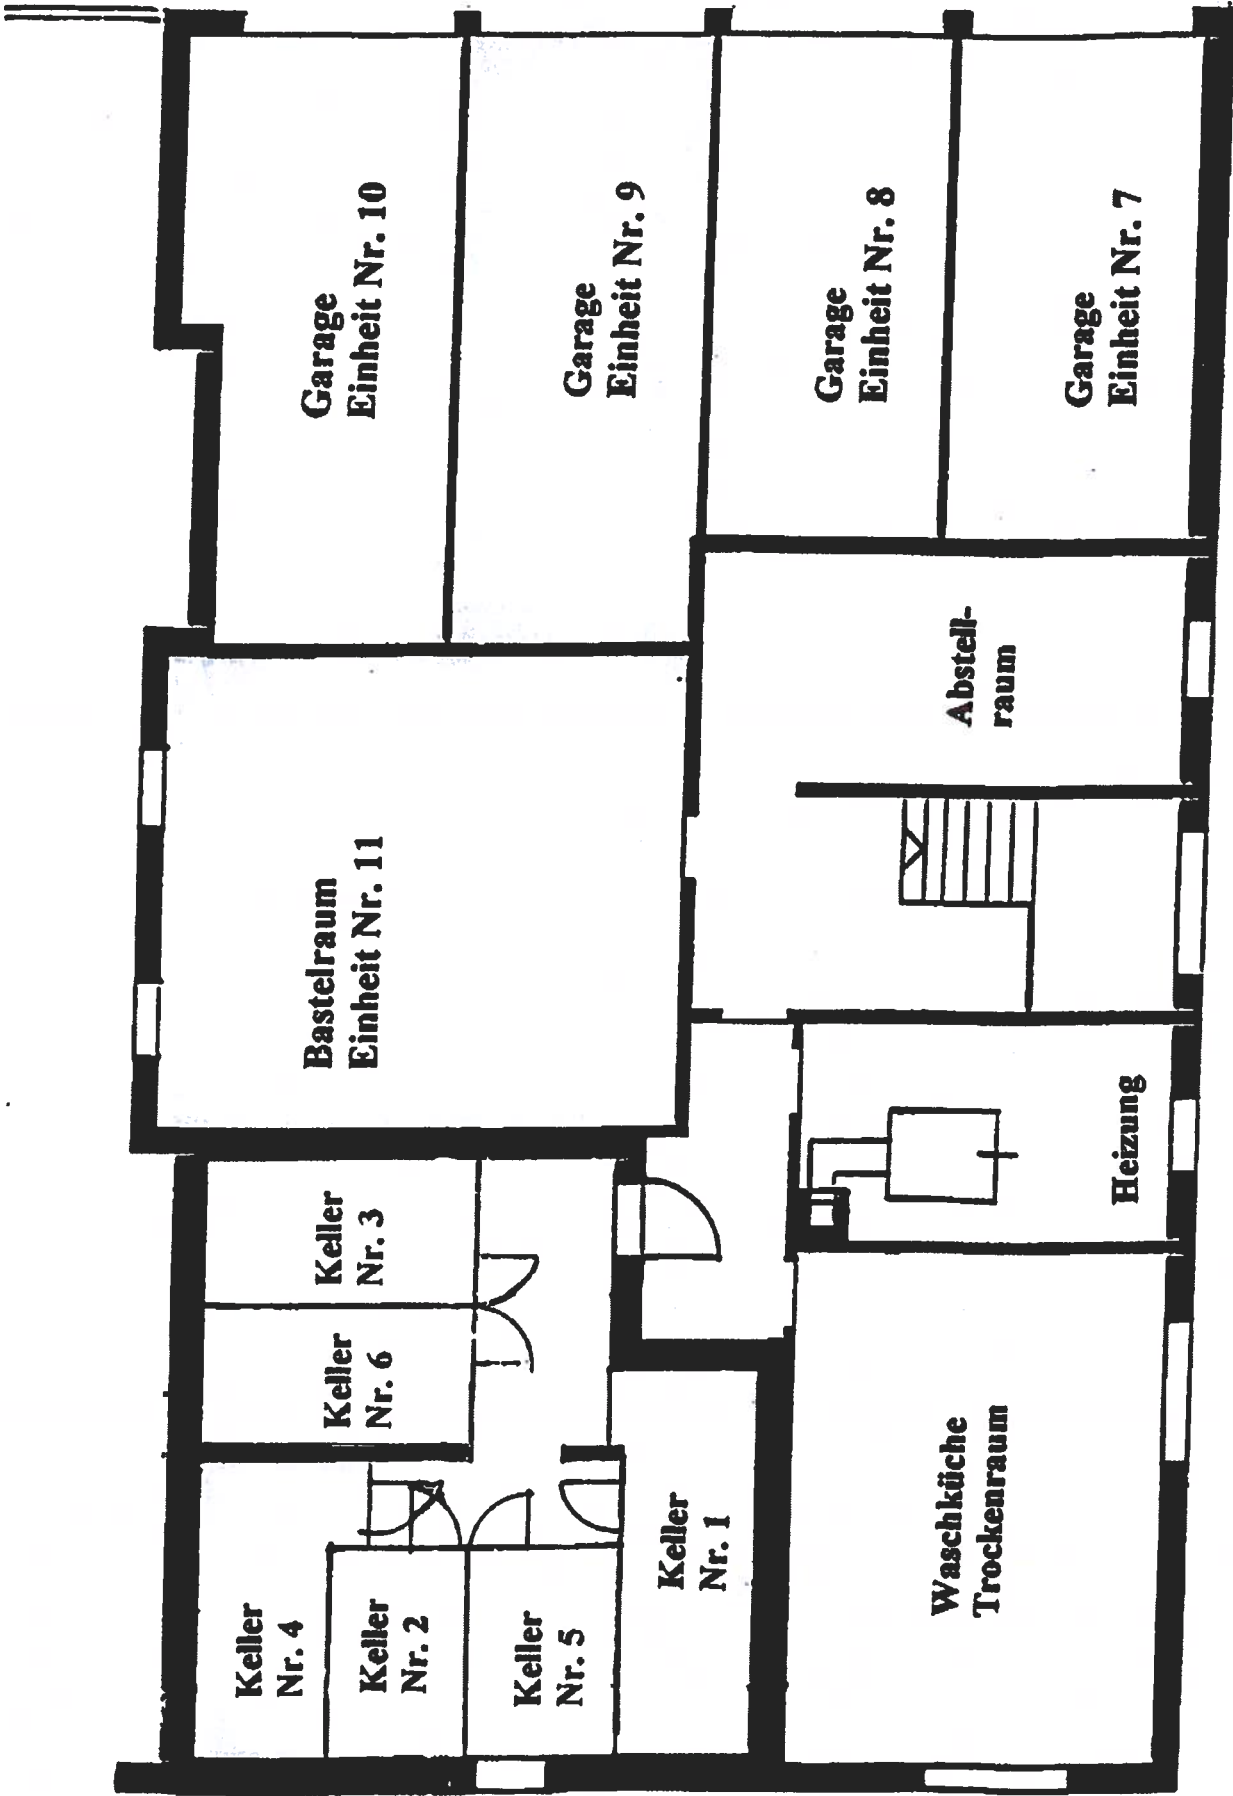 Keller
Nr. 4
Keller
Nr. 2
Keller
Nr. 5
Keller
Nr. 1
Keller
Nr. 6
Keller
Nr. 3
Bastelraum
Einheit Nr. 11
Garage
Einheit Nr. 10
Garage
Einheit Nr. 9
Garage
Einheit Nr. 8
Garage
Einheit Nr. 7
Abstell-
raum
Heizung
Waschküche
Trockenraum